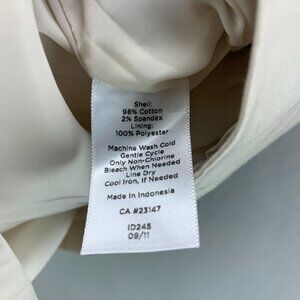 Shell:
98% Cotton
2% Spandex
Lining:
100% Polyester
Machine Wash Cold
Gentle Cycle
Only Non-Chlorine
Bleach When Needed
Line Dry
Cool Iron, If Needed
Made In Indonesia
CA #23147
ID245
09/11